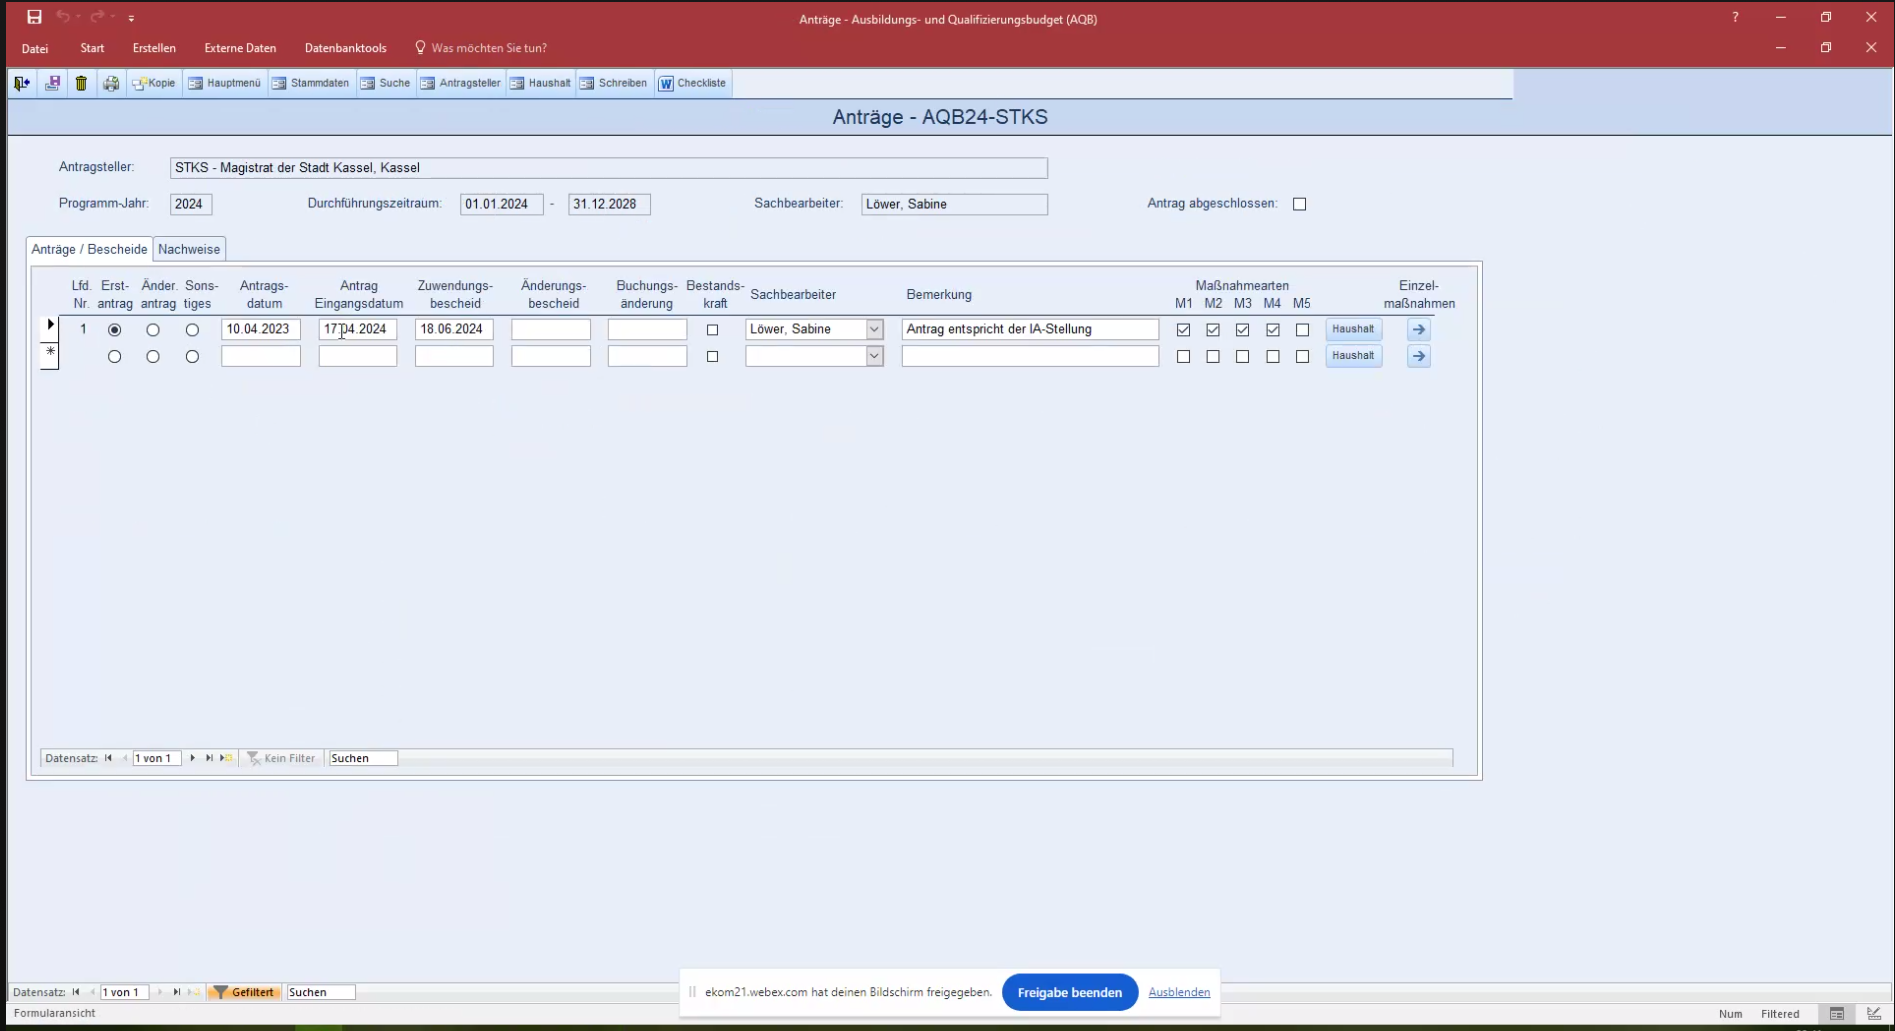 Anträge - Ausbildungs- und Qualifizierungsbudget (AQB)
?
Datei Start Erstellen Externe Daten Datenbanktools Was möchten Sie tun?
Kopie Hauptmenü Stammdaten Suche Antragsteller Haushalt Schreiben Checkliste
Anträge - AQB24-STKS
Antragsteller: STKS - Magistrat der Stadt Kassel, Kassel
Programm-Jahr: 2024 Durchführungszeitraum: 01.01.2024 - 31.12.2028 Sachbearbeiter: Löwer, Sabine Antrag abgeschlossen:
Anträge / Bescheide Nachweise
Lfd. Erst- Änder. Sons- Antrags- Antrag Zuwendungs- Änderungs- Buchungs- Bestands- Sachbearbeiter Bemerkung Maßnahmearten Einzel-
Nr. antrag antrag tiges datum Eingangsdatum bescheid bescheid änderung kraft M1 M2 M3 M4 M5 maßnahmen
1 10.04.2023 17.04.2024 18.06.2024 Löwer, Sabine Antrag entspricht der IA-Stellung Haushalt
* Haushalt
Datensatz: 1 von 1 Kein Filter Suchen
Datensatz: 1 von 1 Gefiltert Suchen
ekom21.webex.com hat deinen Bildschirm freigegeben. Freigabe beenden Ausblenden
Formularansicht Num Filtered